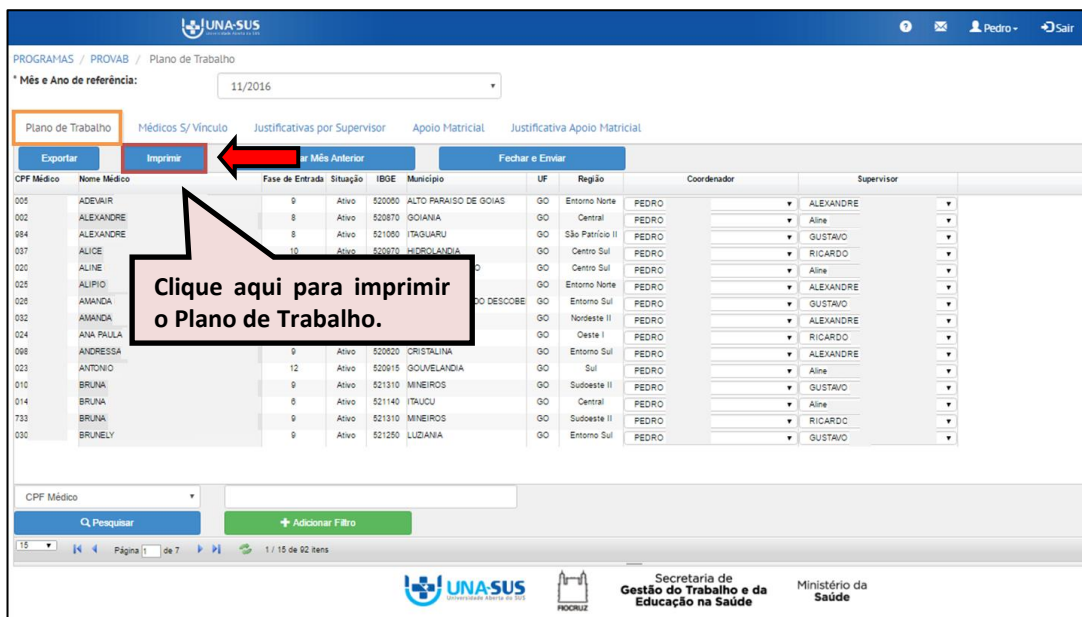 UNA-SUS
Pedro
Sair
PROGRAMAS / PROVAB / Plano de Trabalho
* Mês e Ano de referência:
11/2016
Plano de Trabalho Médicos S/ Vínculo Justificativas por Supervisor Apoio Matricial Justificativa Apoio Matricial
Exportar Imprimir ar Mês Anterior Fechar e Enviar
CPF Médico Nome Médico Fase de Entrada Situação IBGE Município UF Região Coordenador Supervisor
005 ADEVAIR 9 Ativo 520060 ALTO PARAISO DE GOIAS GO Entorno Norte PEDRO ALEXANDRE
002 ALEXANDRE 8 Ativo 520870 GOIANIA GO Central PEDRO Aline
984 ALEXANDRE 8 Ativo 521060 ITAGUARU GO São Patrício II PEDRO GUSTAVO
037 ALICE 10 Ativo 520970 HIDROLANDIA GO Centro Sul PEDRO RICARDO
020 ALINE O GO Centro Sul PEDRO Aline
025 ALIPIO GO Entorno Norte PEDRO ALEXANDRE
026 AMANDA DO DESCOBE GO Entorno Sul PEDRO GUSTAVO
032 AMANDA GO Nordeste II PEDRO ALEXANDRE
024 ANA PAULA GO Oeste I PEDRO RICARDO
098 ANDRESSA 9 Ativo 520620 CRISTALINA GO Entorno Sul PEDRO ALEXANDRE
023 ANTONIO 12 Ativo 520915 GOUVELANDIA GO Sul PEDRO Aline
010 BRUNA 9 Ativo 521310 MINEIROS GO Sudoeste II PEDRO GUSTAVO
014 BRUNA 6 Ativo 521140 ITAUCU GO Central PEDRO Aline
733 BRUNA 9 Ativo 521310 MINEIROS GO Sudoeste II PEDRO RICARDO
030 BRUNELY 9 Ativo 521250 LUZIANIA GO Entorno Sul PEDRO GUSTAVO
Clique aqui para imprimir
o Plano de Trabalho.
CPF Médico
Pesquisar + Adicionar Filtro
15 Página 1 de 7 1 / 15 de 92 itens
UNA-SUS
Universidade Aberta do SUS
FIOCRUZ
Secretaria de
Gestão do Trabalho e da
Educação na Saúde
Ministério da
Saúde